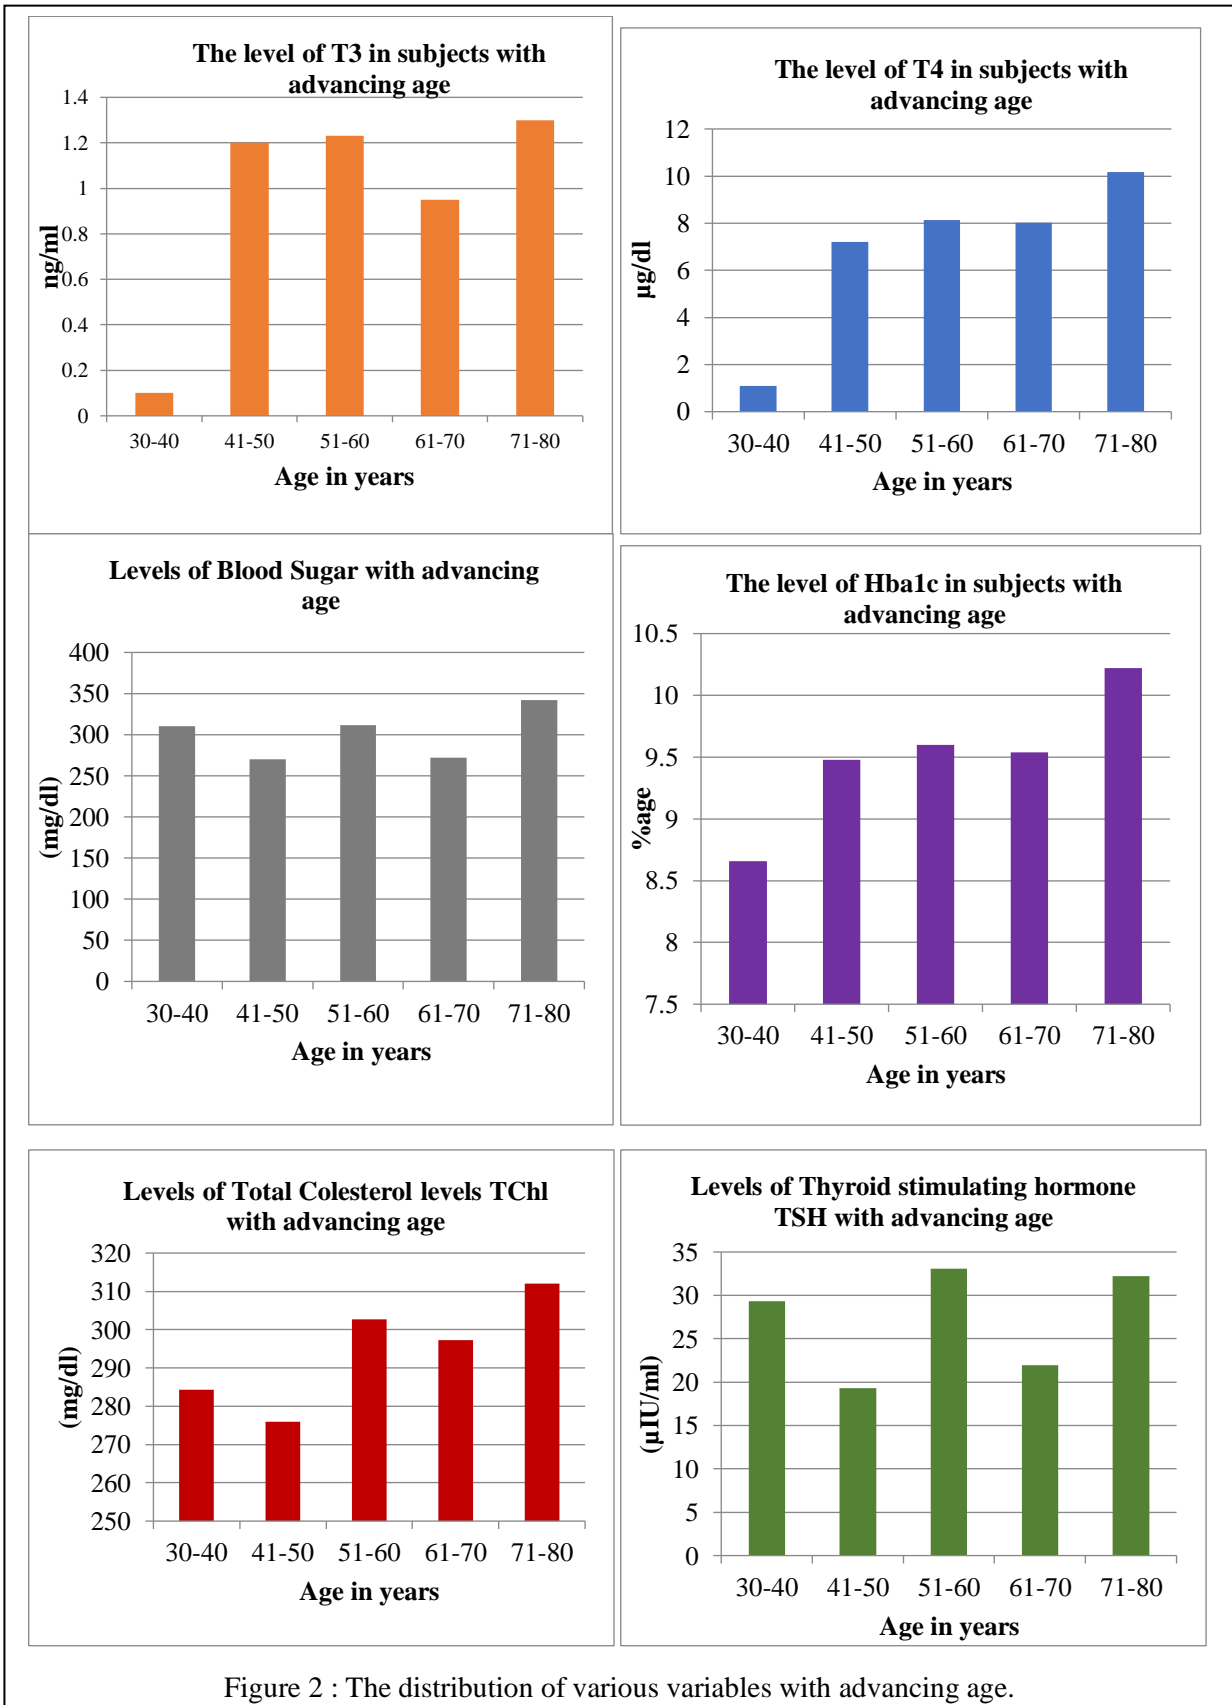 The level of T3 in subjects with
advancing age
1.4
1.2
1
0.8
0.6
0.4
0.2
0
ng/ml
30-40 41-50 51-60 61-70 71-80
Age in years
The level of T4 in subjects with
advancing age
12
10
8
6
4
2
0
µg/dl
30-40 41-50 51-60 61-70 71-80
Age in years
Levels of Blood Sugar with advancing
age
400
350
300
250
200
150
100
50
0
(mg/dl)
30-40 41-50 51-60 61-70 71-80
Age in years
The level of Hba1c in subjects with
advancing age
10.5
10
9.5
9
8.5
8
7.5
%age
30-40 41-50 51-60 61-70 71-80
Age in years
Levels of Total Colesterol levels TChl
with advancing age
320
310
300
290
280
270
260
250
(mg/dl)
30-40 41-50 51-60 61-70 71-80
Age in years
Levels of Thyroid stimulating hormone
TSH with advancing age
35
30
25
20
15
10
5
0
(µIU/ml)
30-40 41-50 51-60 61-70 71-80
Age in years
Figure 2 : The distribution of various variables with advancing age.